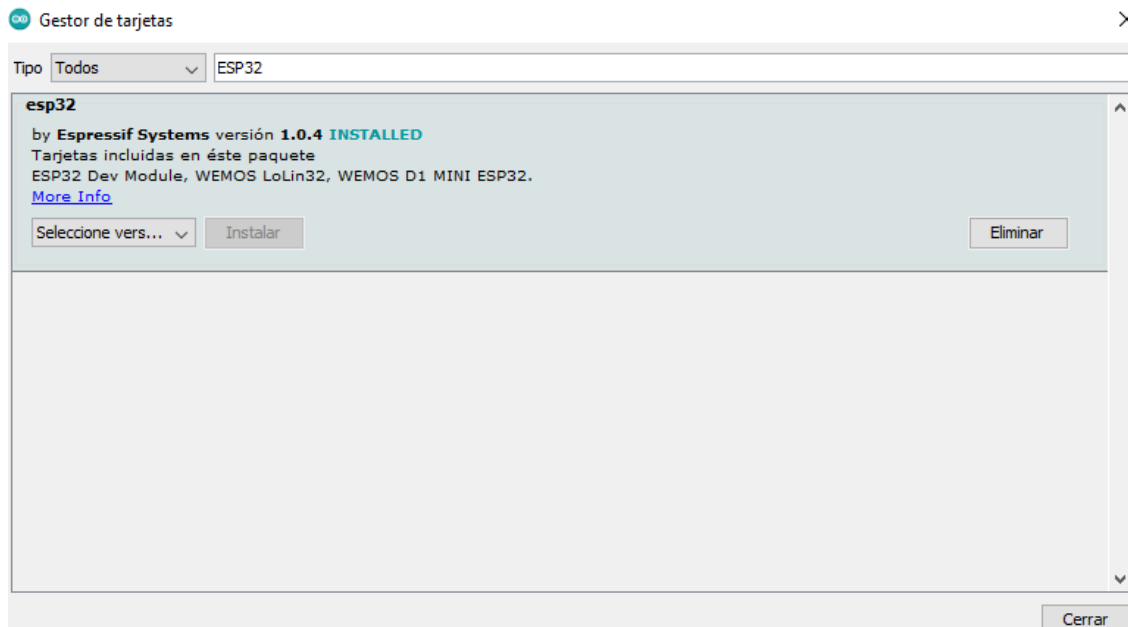 Gestor de tarjetas
Tipo Todos ESP32
esp32
by Espressif Systems versión 1.0.4 INSTALLED
Tarjetas incluidas en éste paquete
ESP32 Dev Module, WEMOS LoLin32, WEMOS D1 MINI ESP32.
More Info
Seleccione vers... Instalar Eliminar
Cerrar